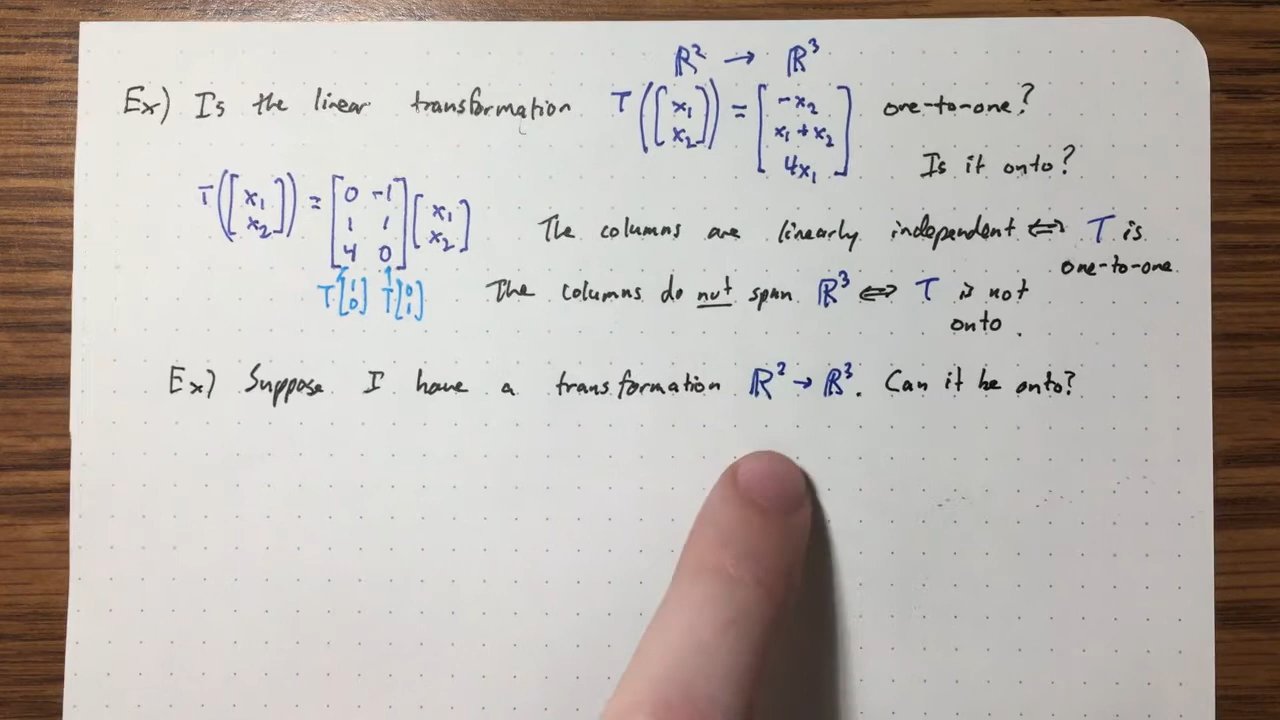 ℝ² → ℝ³
Ex) Is the linear transformation T([x₁ x₂]) = [-x₂ x₁+x₂ 4x₁] one-to-one?
Is it onto?
T([x₁ x₂]) = [0 -1 1 1 4 0] [x₁ x₂]
The columns are linearly independent ⇔ T is
one-to-one.
T[1 0] T[0 1]
The columns do not span ℝ³ ⇔ T is not
onto.
Ex) Suppose I have a transformation ℝ² → ℝ³. Can it be onto?